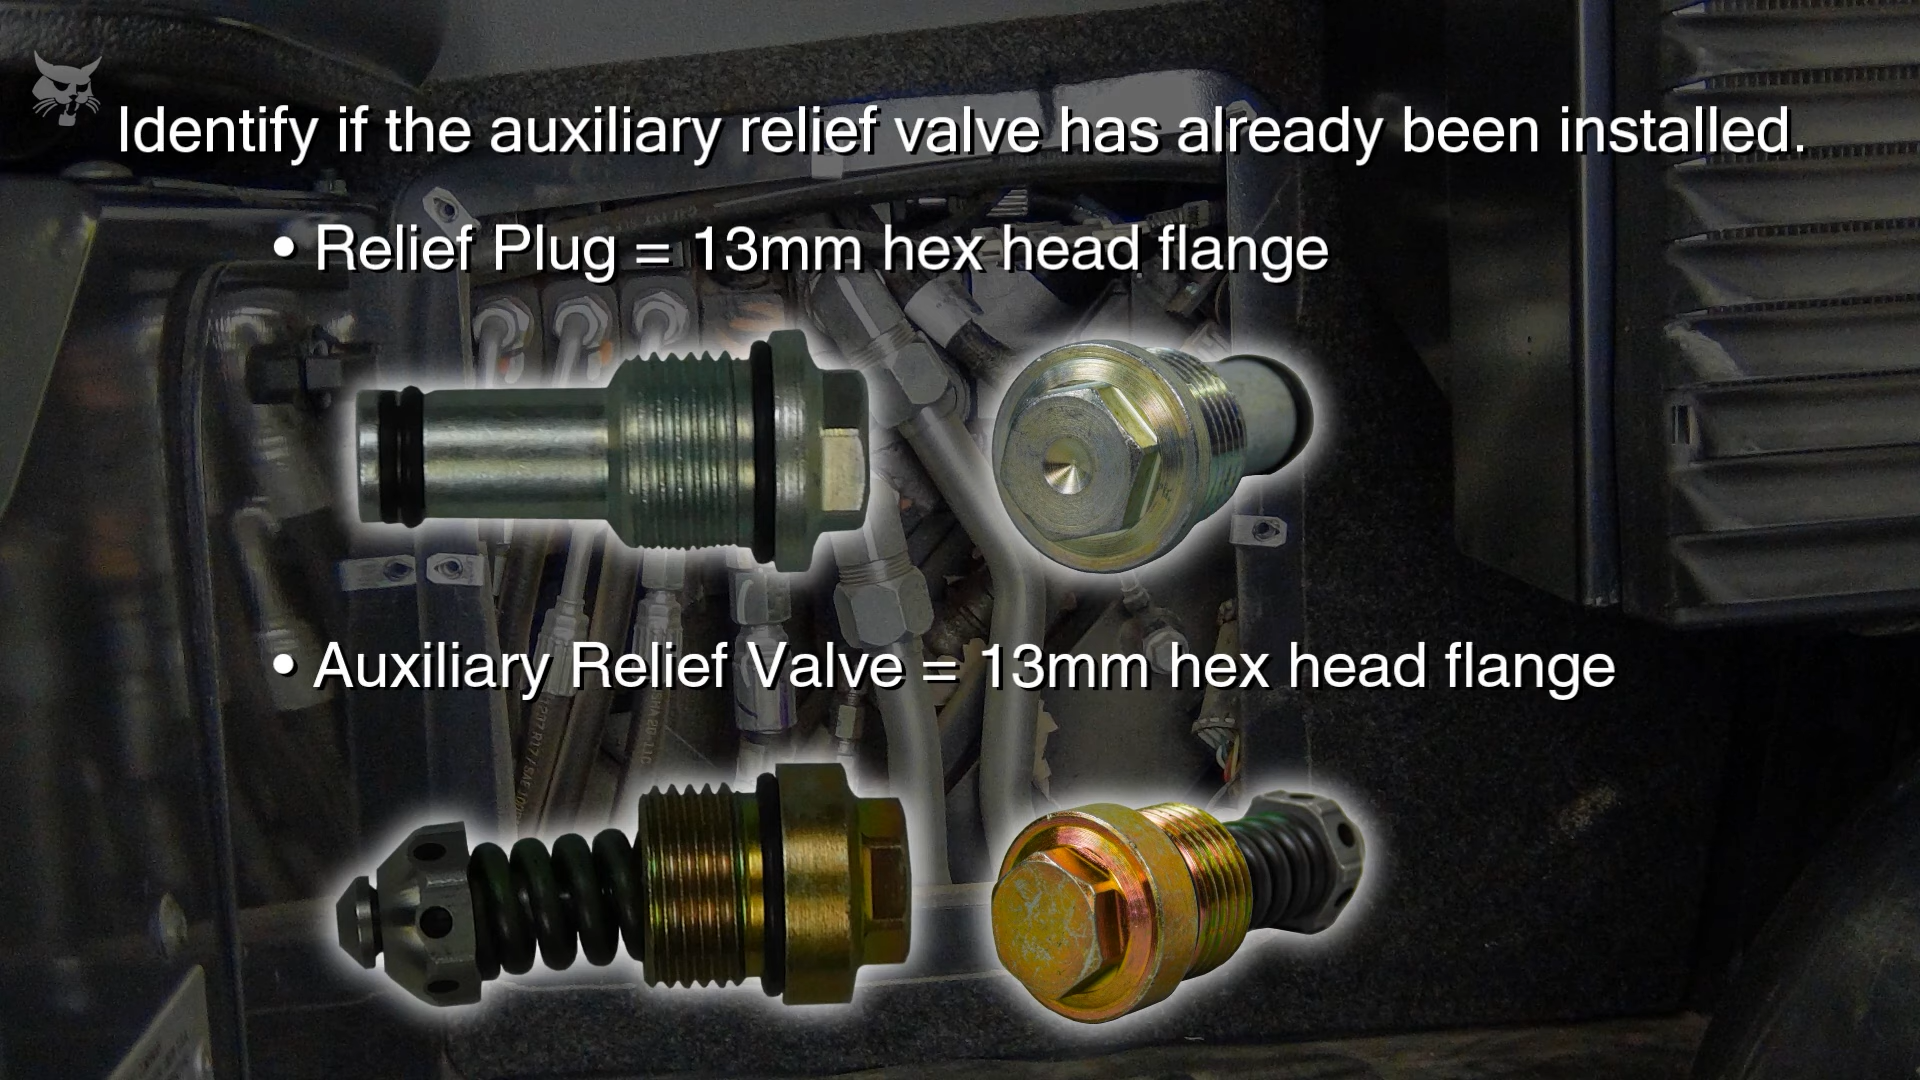 Identify if the auxiliary relief valve has already been installed.
• Relief Plug = 13mm hex head flange
• Auxiliary Relief Valve = 13mm hex head flange